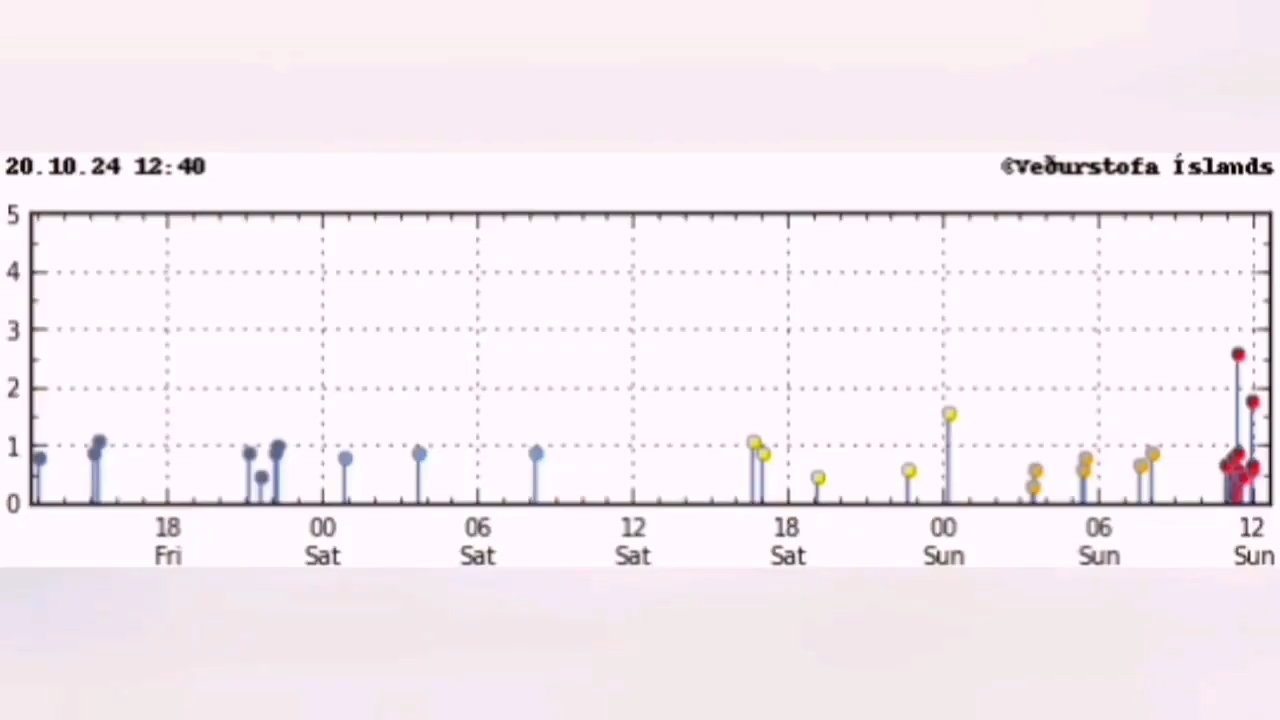 20.10.24 12:40
©Veðurstofa Íslands
5
4
3
2
1
0
18 00 06 12 18 00 06 12
Fri Sat Sat Sat Sat Sun Sun Sun